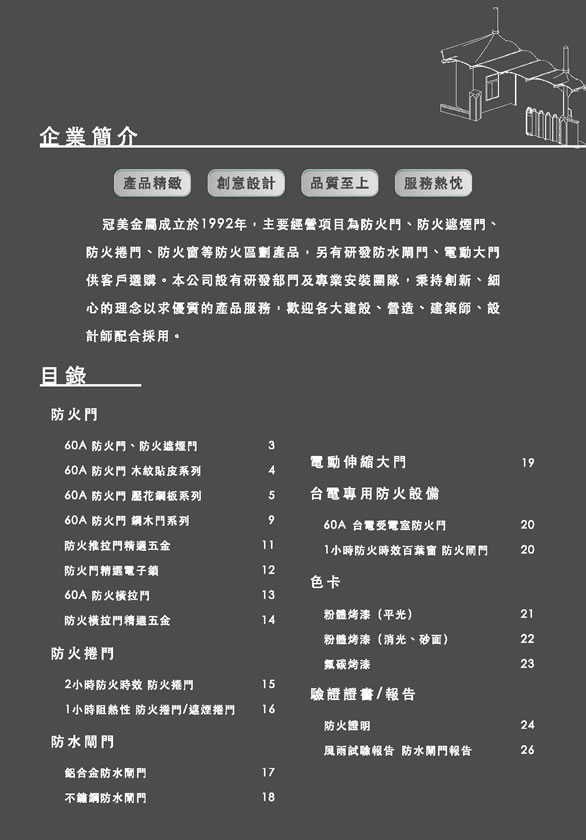 企業簡介
產品精緻 創意設計 品質至上 服務熱忱
冠美金屬成立於1992年，主要經營項目為防火門、防火遮煙門、
防火捲門、防火窗等防火區劃產品，另有研發防水閘門、電動大門
供客戶選購。本公司設有研發部門及專業安裝團隊，秉持創新、細
心的理念以求優質的產品服務，歡迎各大建設、營造、建築師、設
計師配合採用。
目錄
防火門
60A 防火門、防火遮煙門 3
60A 防火門 木紋貼皮系列 4
60A 防火門 壓花鋼板系列 5
60A 防火門 鋼木門系列 9
防火推拉門精選五金 11
防火門精選電子鎖 12
60A 防火橫拉門 13
防火橫拉門精選五金 14
防火捲門
2小時防火時效 防火捲門 15
1小時阻熱性 防火捲門/遮煙捲門 16
防水閘門
鋁合金防水閘門 17
不鏽鋼防水閘門 18
電動伸縮大門 19
台電專用防火設備
60A 台電受電室防火門 20
1小時防火時效百葉窗 防火閘門 20
色卡
粉體烤漆（平光） 21
粉體烤漆（消光、砂面） 22
氟碳烤漆 23
驗證證書/報告
防火證明 24
風雨試驗報告 防水閘門報告 26